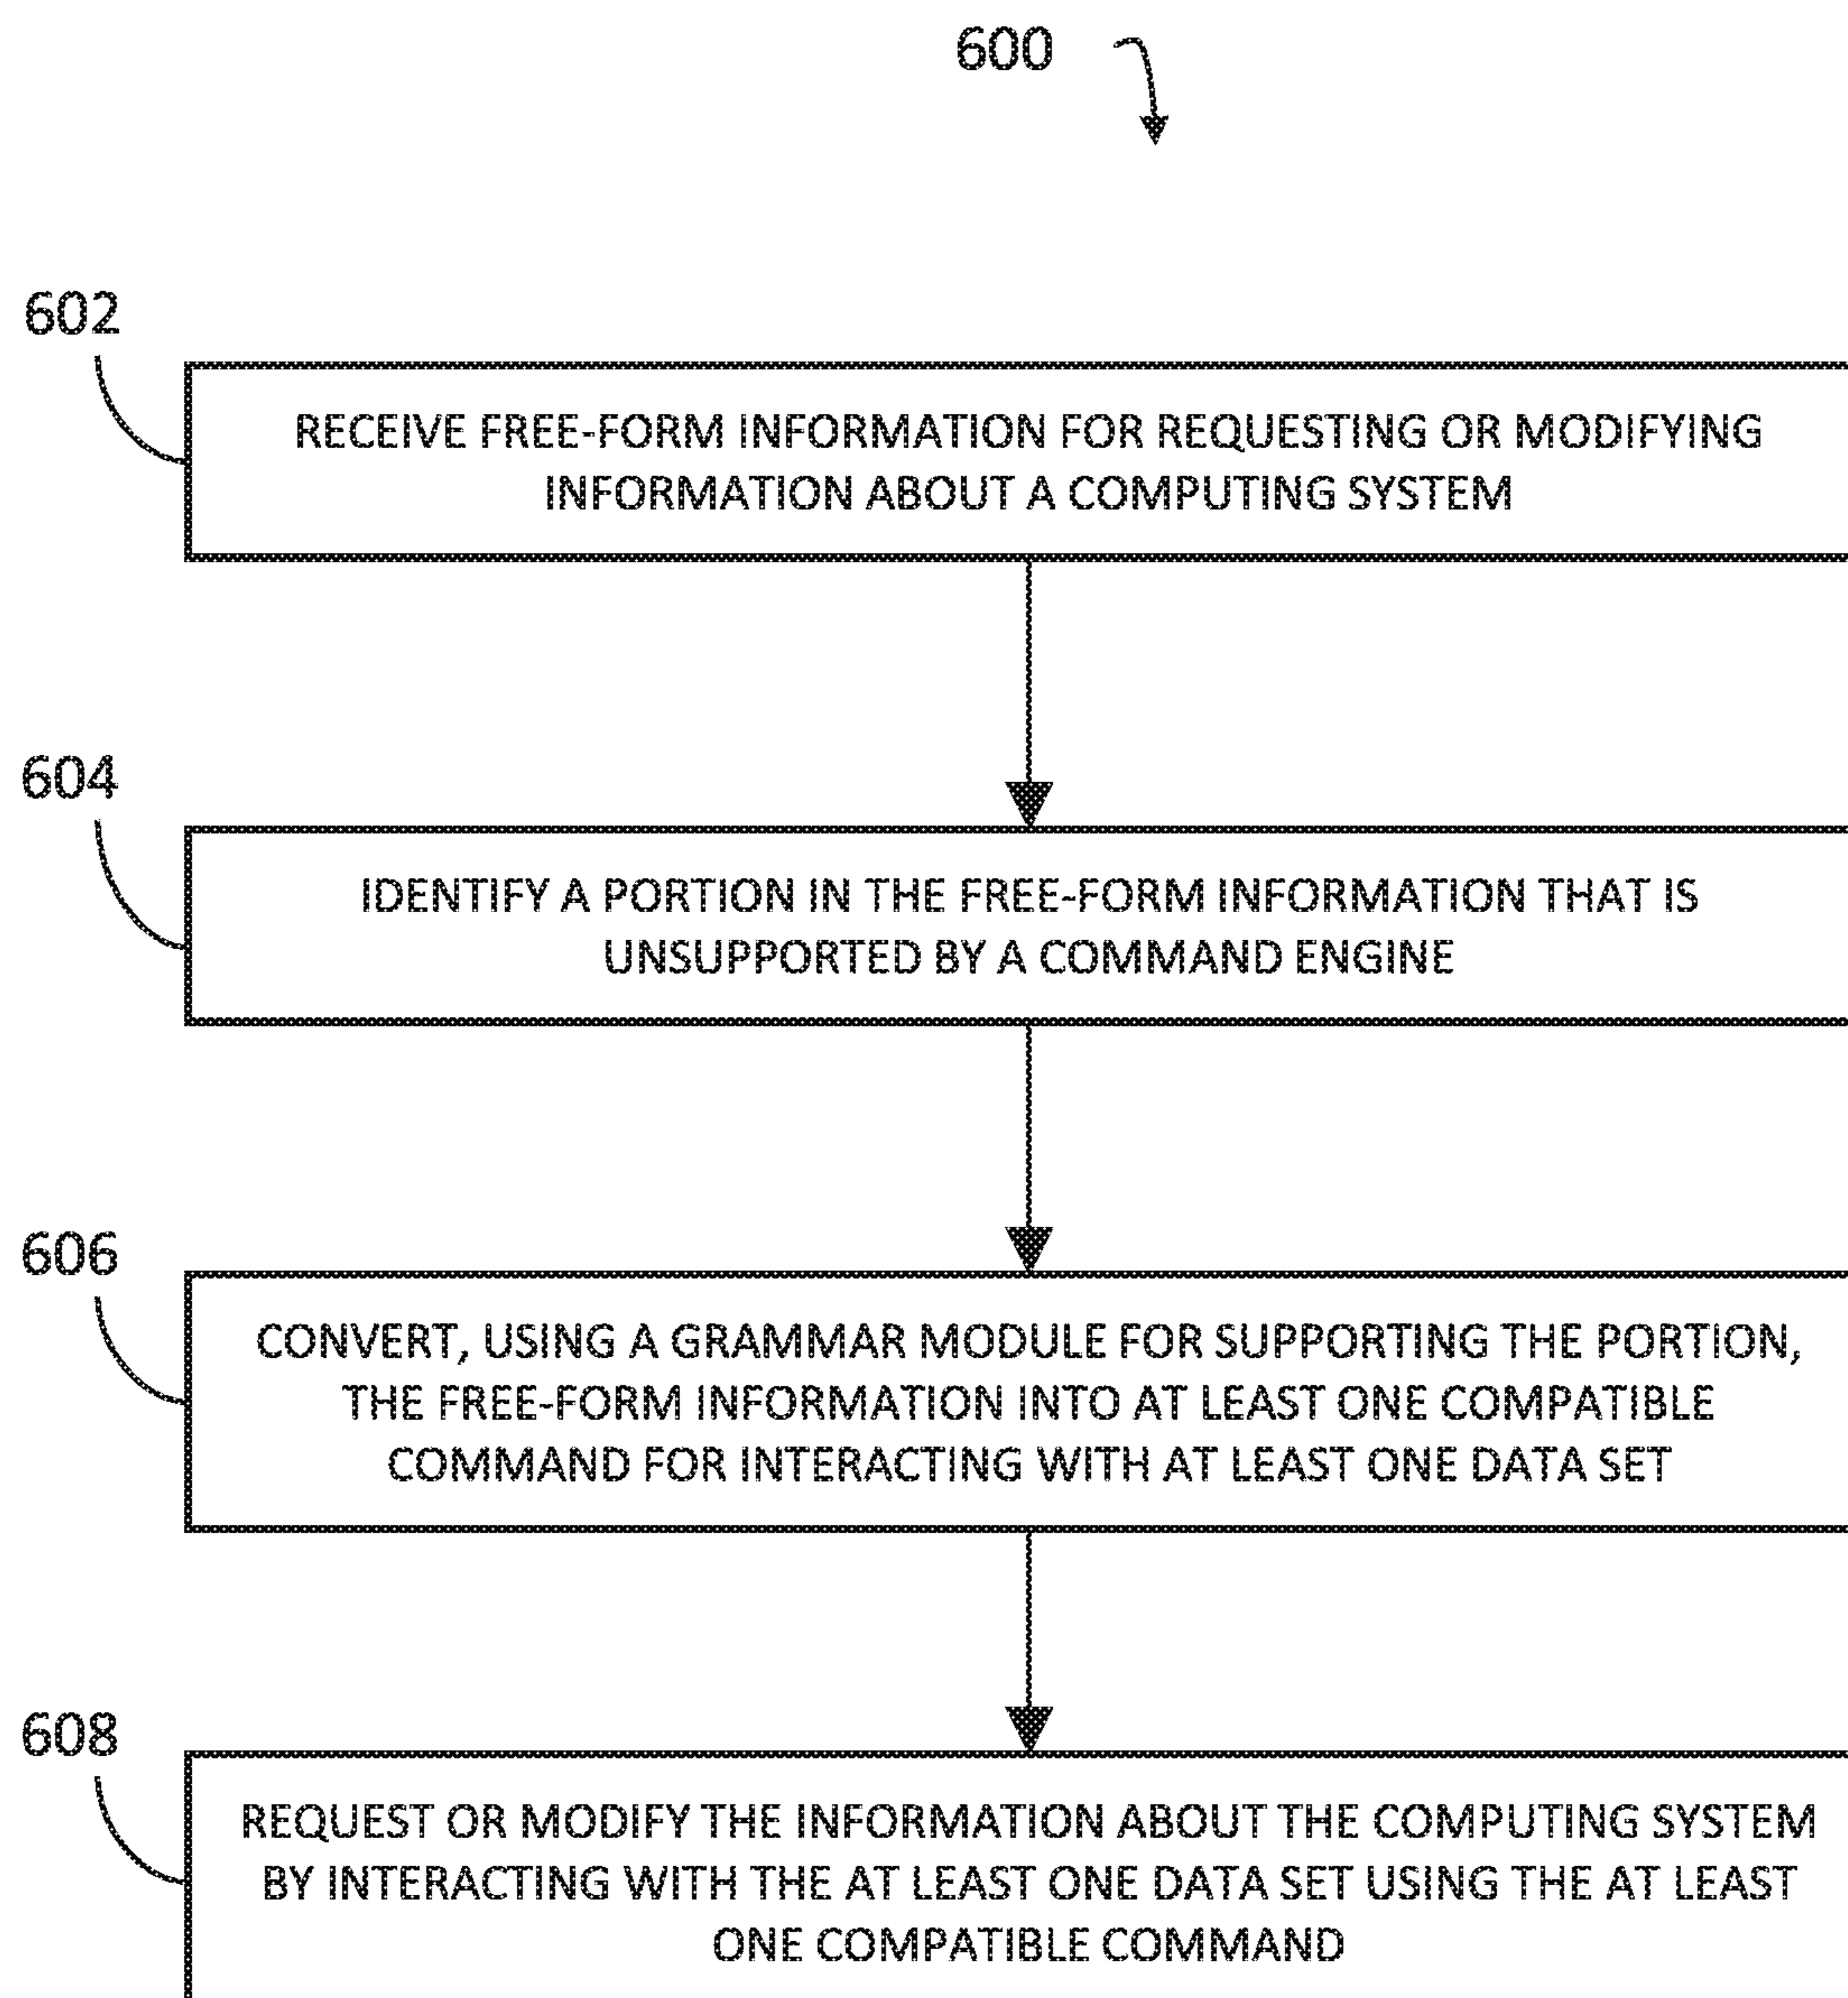 600
602
RECEIVE FREE-FORM INFORMATION FOR REQUESTING OR MODIFYING
INFORMATION ABOUT A COMPUTING SYSTEM
604
IDENTIFY A PORTION IN THE FREE-FORM INFORMATION THAT IS
UNSUPPORTED BY A COMMAND ENGINE
606
CONVERT, USING A GRAMMAR MODULE FOR SUPPORTING THE PORTION,
THE FREE-FORM INFORMATION INTO AT LEAST ONE COMPATIBLE
COMMAND FOR INTERACTING WITH AT LEAST ONE DATA SET
608
REQUEST OR MODIFY THE INFORMATION ABOUT THE COMPUTING SYSTEM
BY INTERACTING WITH THE AT LEAST ONE DATA SET USING THE AT LEAST
ONE COMPATIBLE COMMAND